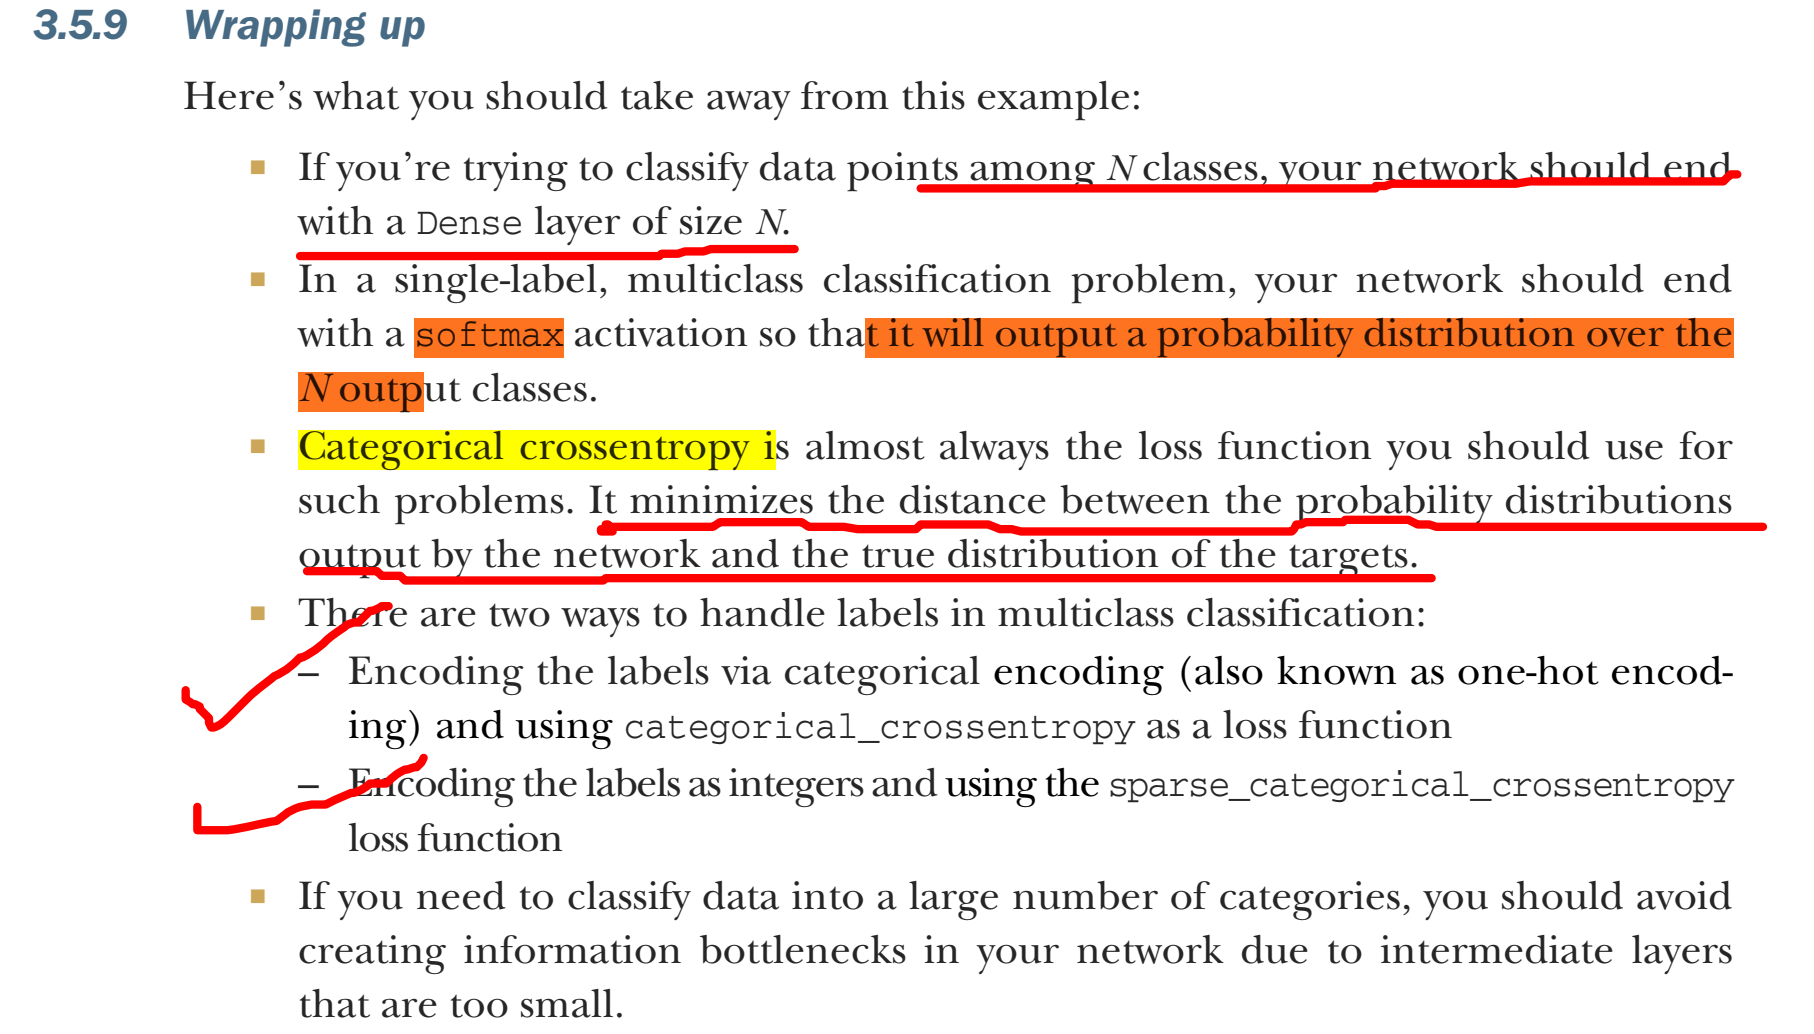 3.5.9 Wrapping up
Here’s what you should take away from this example:
■ If you’re trying to classify data points among N classes, your network should end
with a Dense layer of size N.
■ In a single-label, multiclass classification problem, your network should end
with a softmax activation so that it will output a probability distribution over the
N output classes.
■ Categorical crossentropy is almost always the loss function you should use for
such problems. It minimizes the distance between the probability distributions
output by the network and the true distribution of the targets.
■ There are two ways to handle labels in multiclass classification:
– Encoding the labels via categorical encoding (also known as one-hot encod-
ing) and using categorical_crossentropy as a loss function
– Encoding the labels as integers and using the sparse_categorical_crossentropy
loss function
■ If you need to classify data into a large number of categories, you should avoid
creating information bottlenecks in your network due to intermediate layers
that are too small.